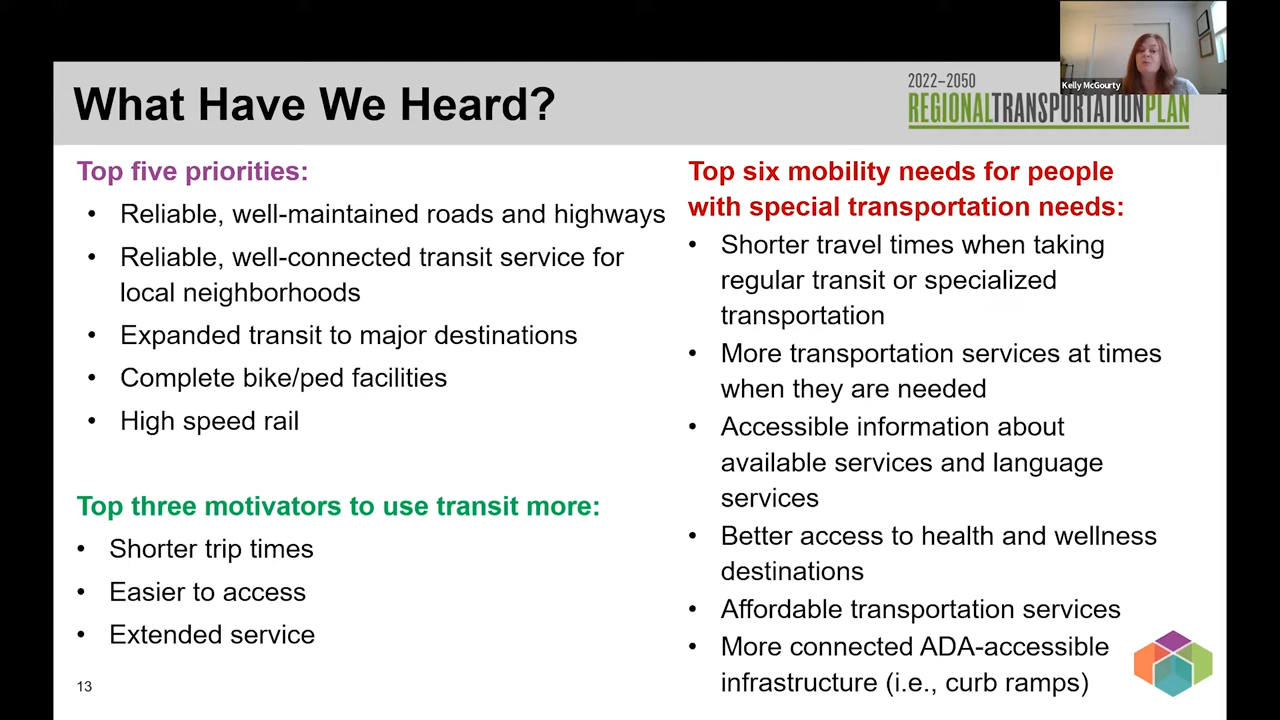 What Have We Heard?
2022–2050
REGIONALTRANSPORTATIONPLAN
Kelly McGourty
Top five priorities:
• Reliable, well-maintained roads and highways
• Reliable, well-connected transit service for
local neighborhoods
• Expanded transit to major destinations
• Complete bike/ped facilities
• High speed rail
Top three motivators to use transit more:
• Shorter trip times
• Easier to access
• Extended service
13
Top six mobility needs for people
with special transportation needs:
• Shorter travel times when taking
regular transit or specialized
transportation
• More transportation services at times
when they are needed
• Accessible information about
available services and language
services
• Better access to health and wellness
destinations
• Affordable transportation services
• More connected ADA-accessible
infrastructure (i.e., curb ramps)